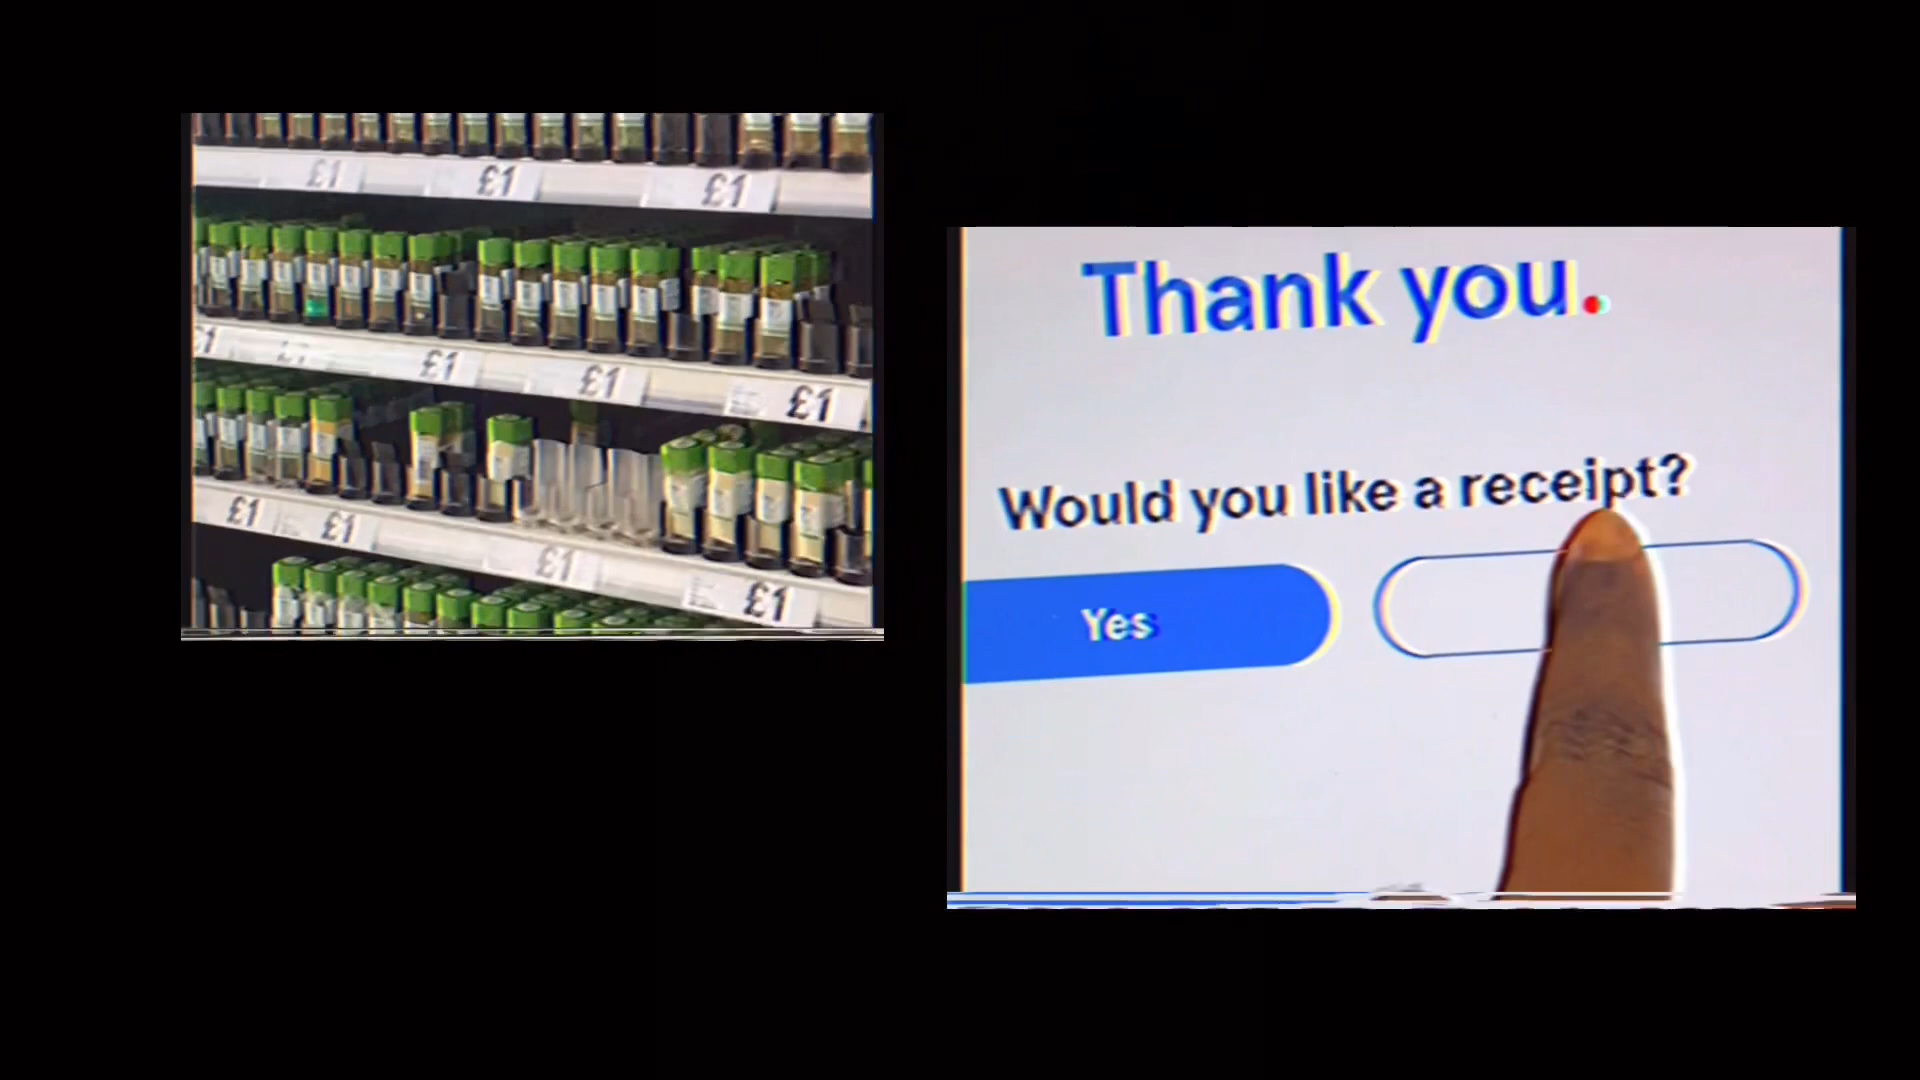 £1 £1 £1
£1 £1 £1 £1
£1 £1 £1 £1
Thank you.
Would you like a receipt?
Yes